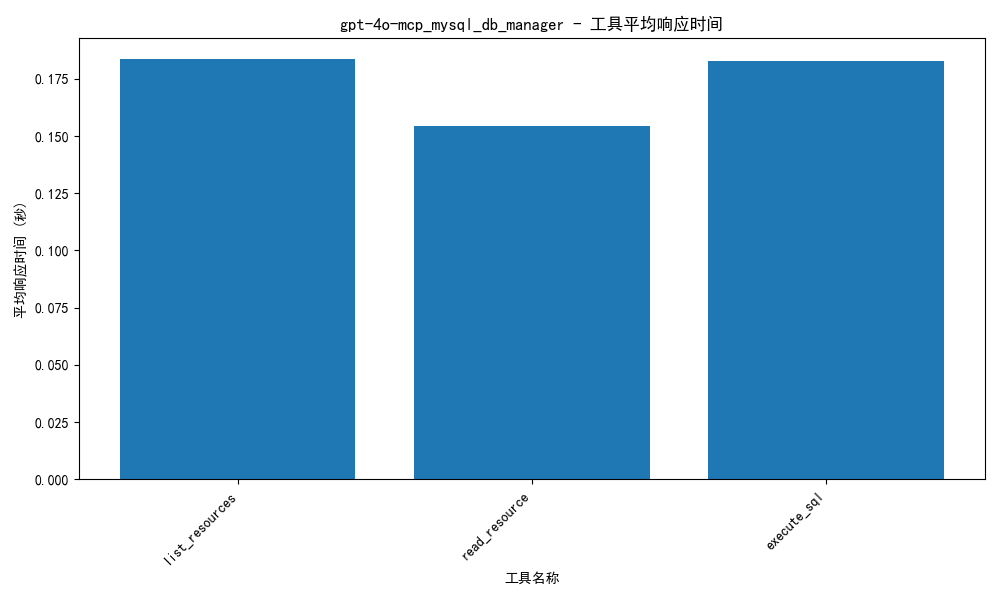 gpt-4o-mcp_mysql_db_manager - 工具平均响应时间
平均响应时间 (秒)
0.175
0.150
0.125
0.100
0.075
0.050
0.025
0.000
list_resources
read_resource
execute_sql
工具名称